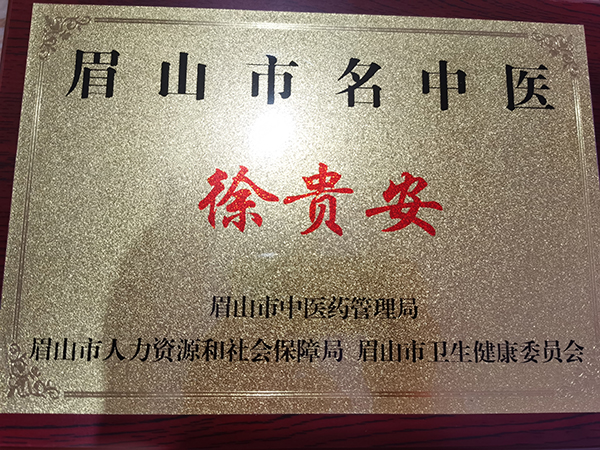 眉山市名中医
徐贵安
眉山市中医药管理局
眉山市人力资源和社会保障局 眉山市卫生健康委员会